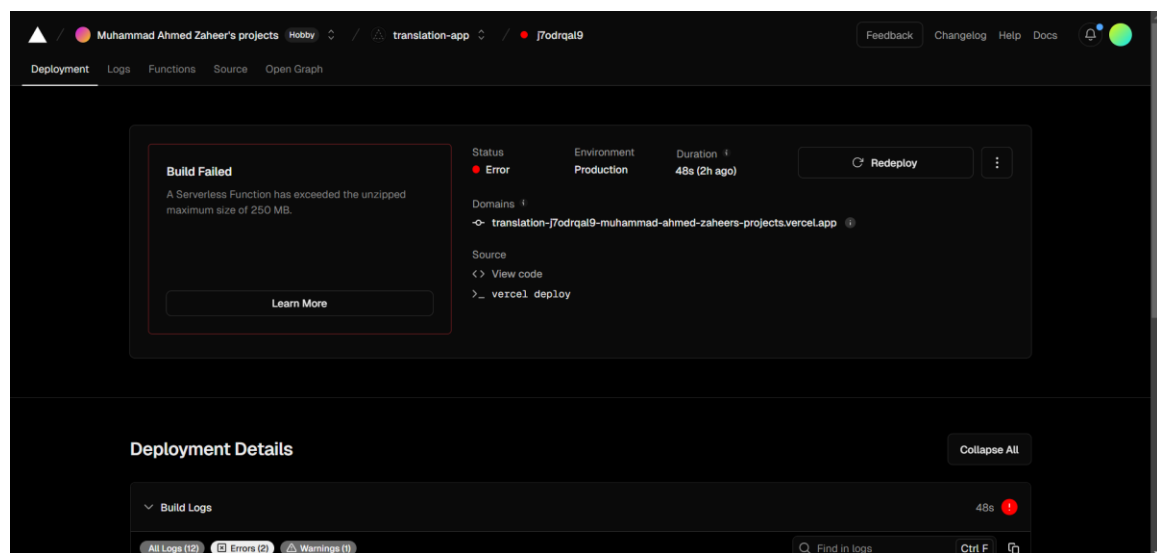 Muhammad Ahmed Zaheer's projects Hobby / translation-app / j7odrqal9 Feedback Changelog Help Docs
Deployment Logs Functions Source Open Graph
Build Failed
A Serverless Function has exceeded the unzipped
maximum size of 250 MB.
Learn More
Status Environment Duration
Error Production 48s (2h ago)
Redeploy
Domains
translation-j7odrqal9-muhammad-ahmed-zaheers-projects.vercel.app
Source
<> View code
>_ vercel deploy
Deployment Details
Collapse All
Build Logs 48s
All Logs (12) Errors (2) Warnings (1) Find in logs Ctrl F